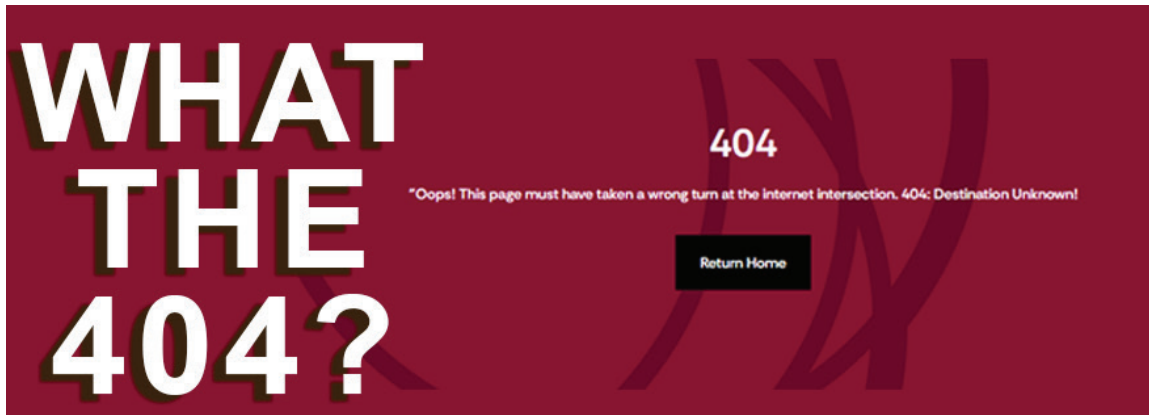 WHAT
THE
404?
404
"Oops! This page must have taken a wrong turn at the internet intersection. 404: Destination Unknown!
Return Home